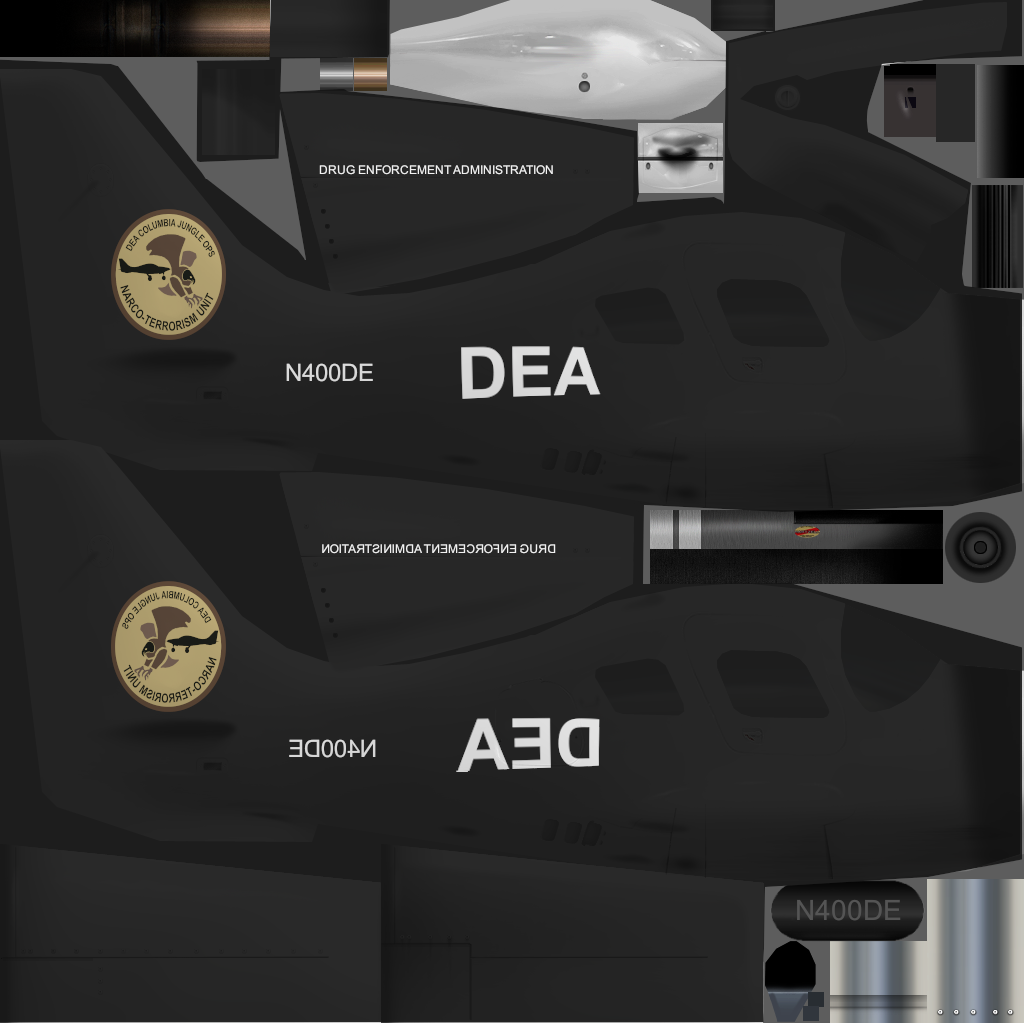 DRUG ENFORCEMENT ADMINISTRATION
DEA COLUMBIA JUNGLE OPS
NARCO-TERRORISM UNIT
N400DE
DEA
DRUG ENFORCEMENT ADMINISTRATION
DEA COLUMBIA JUNGLE OPS
NARCO-TERRORISM UNIT
N400DE
DEA
N400DE